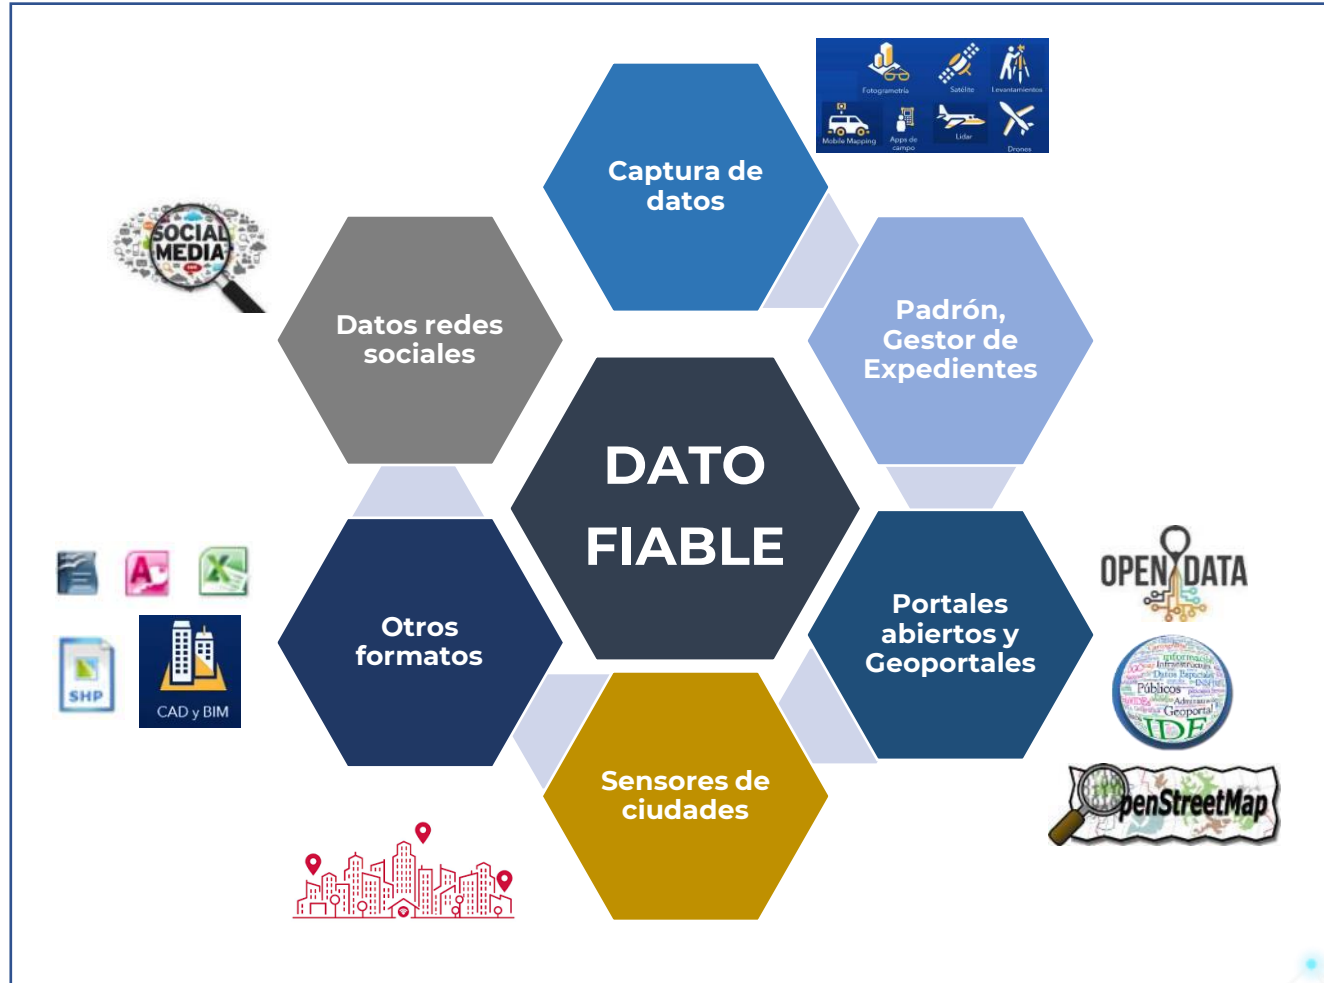 Fotogrametría
Satélite
Levantamientos
Mobile Mapping
Apps de
campo
Lidar
Drones
Captura de
datos
SOCIAL
MEDIA
Datos redes
sociales
Padrón,
Gestor de
Expedientes
DATO
FIABLE
OPEN DATA
Portales
abiertos y
Geoportales
Públicos
Geoportal
IDE
penStreetMap
Otros
formatos
SHP
CAD y BIM
Sensores de
ciudades